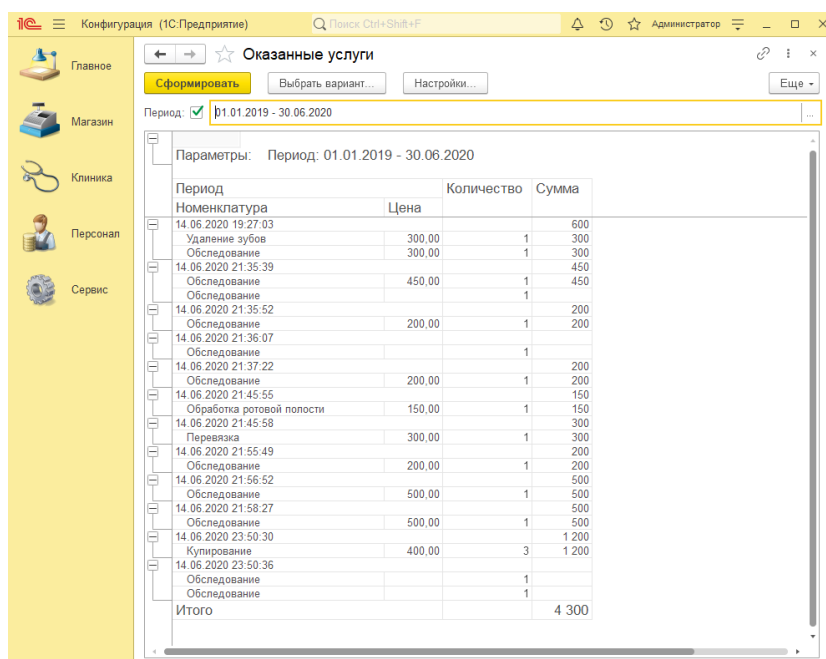 1С Конфигурация (1С:Предприятие) Поиск Ctrl+Shift+F Администратор
Главное
Магазин
Клиника
Персонал
Сервис
Оказанные услуги
Сформировать Выбрать вариант... Настройки... Еще
Период: 01.01.2019 - 30.06.2020 ...
Параметры: Период: 01.01.2019 - 30.06.2020
Период Количество Сумма
Номенклатура Цена
14.06.2020 19:27:03 600
Удаление зубов 300,00 1 300
Обследование 300,00 1 300
14.06.2020 21:35:39 450
Обследование 450,00 1 450
Обследование 1
14.06.2020 21:35:52 200
Обследование 200,00 1 200
14.06.2020 21:36:07
Обследование 1
14.06.2020 21:37:22 200
Обследование 200,00 1 200
14.06.2020 21:45:55 150
Обработка ротовой полости 150,00 1 150
14.06.2020 21:45:58 300
Перевязка 300,00 1 300
14.06.2020 21:55:49 200
Обследование 200,00 1 200
14.06.2020 21:56:52 500
Обследование 500,00 1 500
14.06.2020 21:58:27 500
Обследование 500,00 1 500
14.06.2020 23:50:30 1 200
Купирование 400,00 3 1 200
14.06.2020 23:50:36
Обследование 1
Обследование 1
Итого 4 300